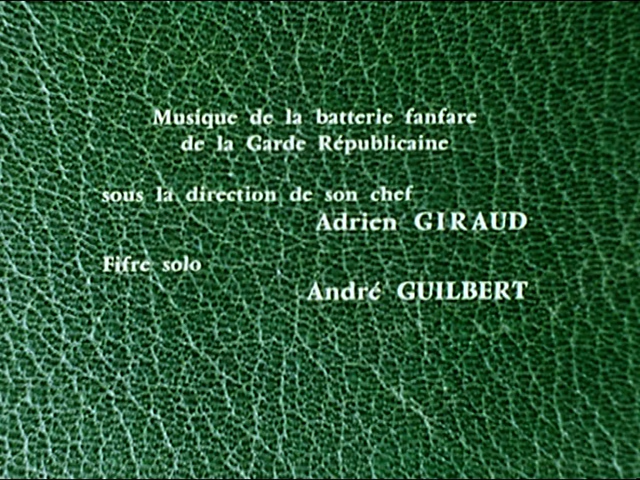 Musique de la batterie fanfare
de la Garde Républicaine
sous la direction de son chef
Adrien GIRAUD
Fifre solo
André GUILBERT